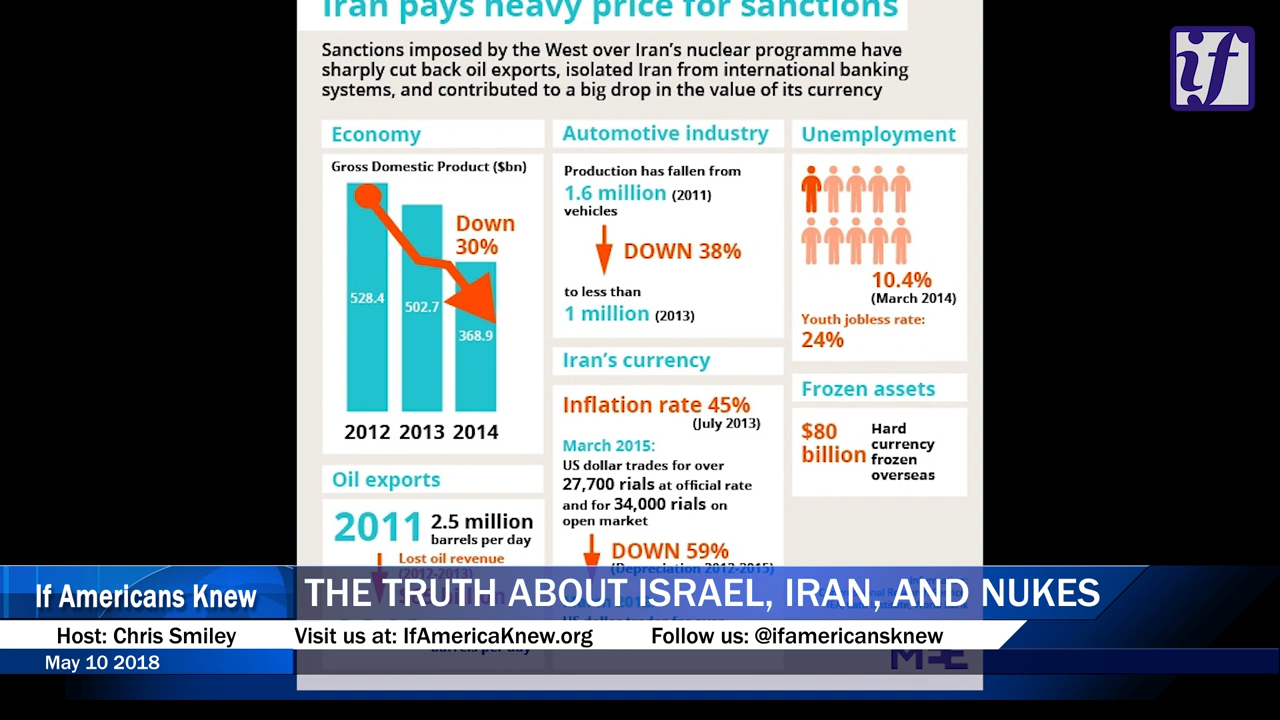 Iran pays heavy price for sanctions
Sanctions imposed by the West over Iran's nuclear programme have
sharply cut back oil exports, isolated Iran from international banking
systems, and contributed to a big drop in the value of its currency
if
Economy
Gross Domestic Product ($bn)
Down
30%
528.4
502.7
368.9
2012 2013 2014
Oil exports
2011 2.5 million
barrels per day
Lost oil revenue
(2012-2013)
Automotive industry
Production has fallen from
1.6 million (2011)
vehicles
DOWN 38%
to less than
1 million (2013)
Iran's currency
Inflation rate 45%
(July 2013)
March 2015:
US dollar trades for over
27,700 rials at official rate
and for 34,000 rials on
open market
DOWN 59%
(Depreciation 2012-2015)
Unemployment
10.4%
(March 2014)
Youth jobless rate:
24%
Frozen assets
$80
billion
Hard
currency
frozen
overseas
barrels per day
MEE
If Americans Knew
THE TRUTH ABOUT ISRAEL, IRAN, AND NUKES
Host: Chris Smiley Visit us at: IfAmericaKnew.org Follow us: @ifamericansknew
May 10 2018